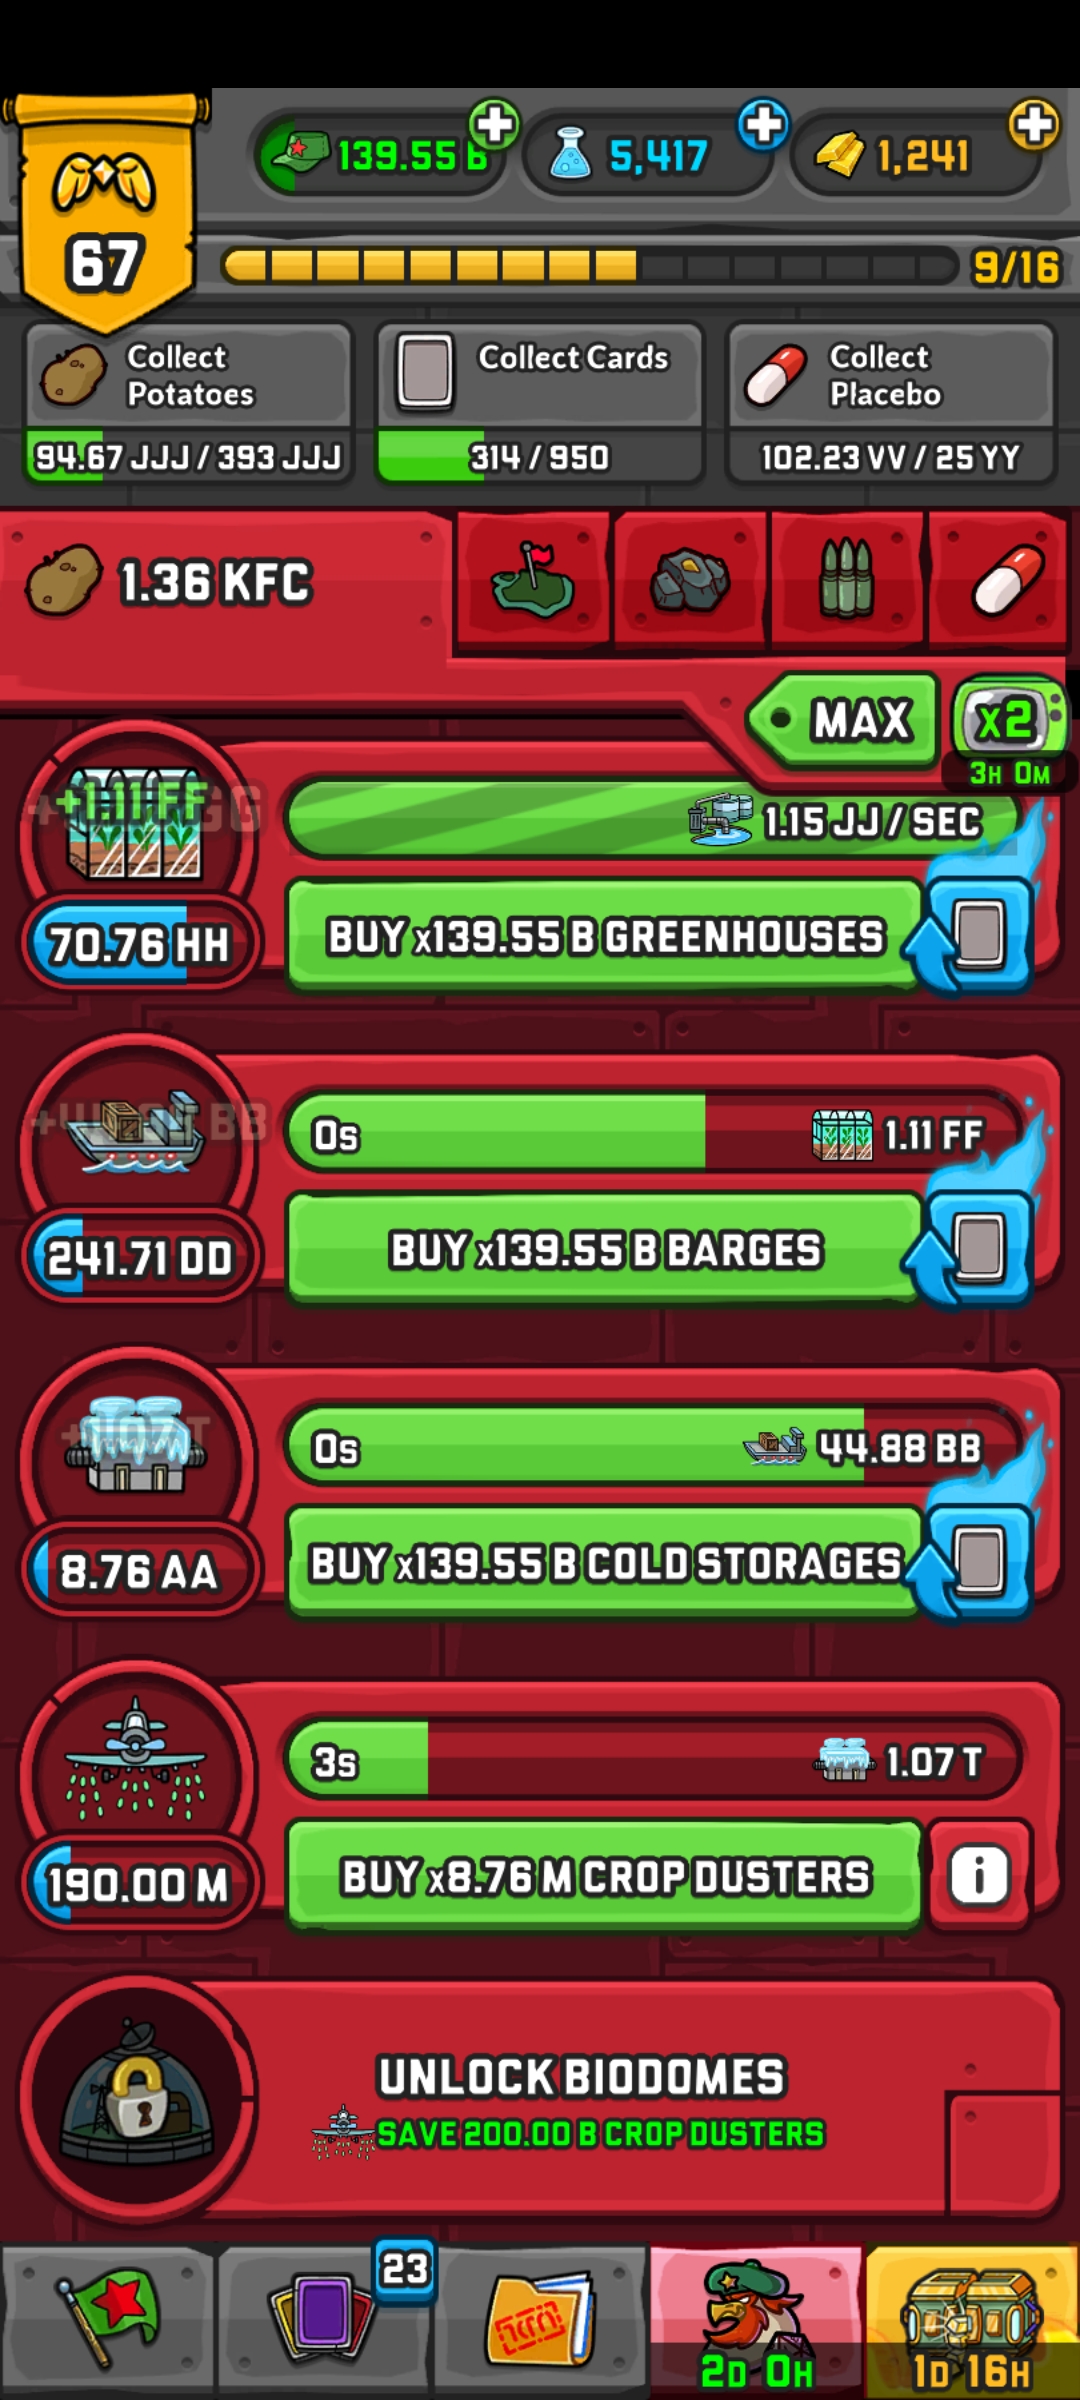 139.55 B
5,417
1,241
67
9/16
Collect
Potatoes
94.67 JJJ / 393 JJJ
Collect Cards
314 / 950
Collect
Placebo
102.23 VV / 25 YY
1.36 KFC
MAX
x2
3H 0M
+1.11 FF
1.15 JJ / SEC
70.76 HH
BUY x139.55 B GREENHOUSES
0s
1.11 FF
241.71 DD
BUY x139.55 B BARGES
0s
44.88 BB
8.76 AA
BUY x139.55 B COLD STORAGES
3s
1.07 T
190.00 M
BUY x8.76 M CROP DUSTERS
i
UNLOCK BIODOMES
SAVE 200.00 B CROP DUSTERS
23
2D 0H
1D 16H